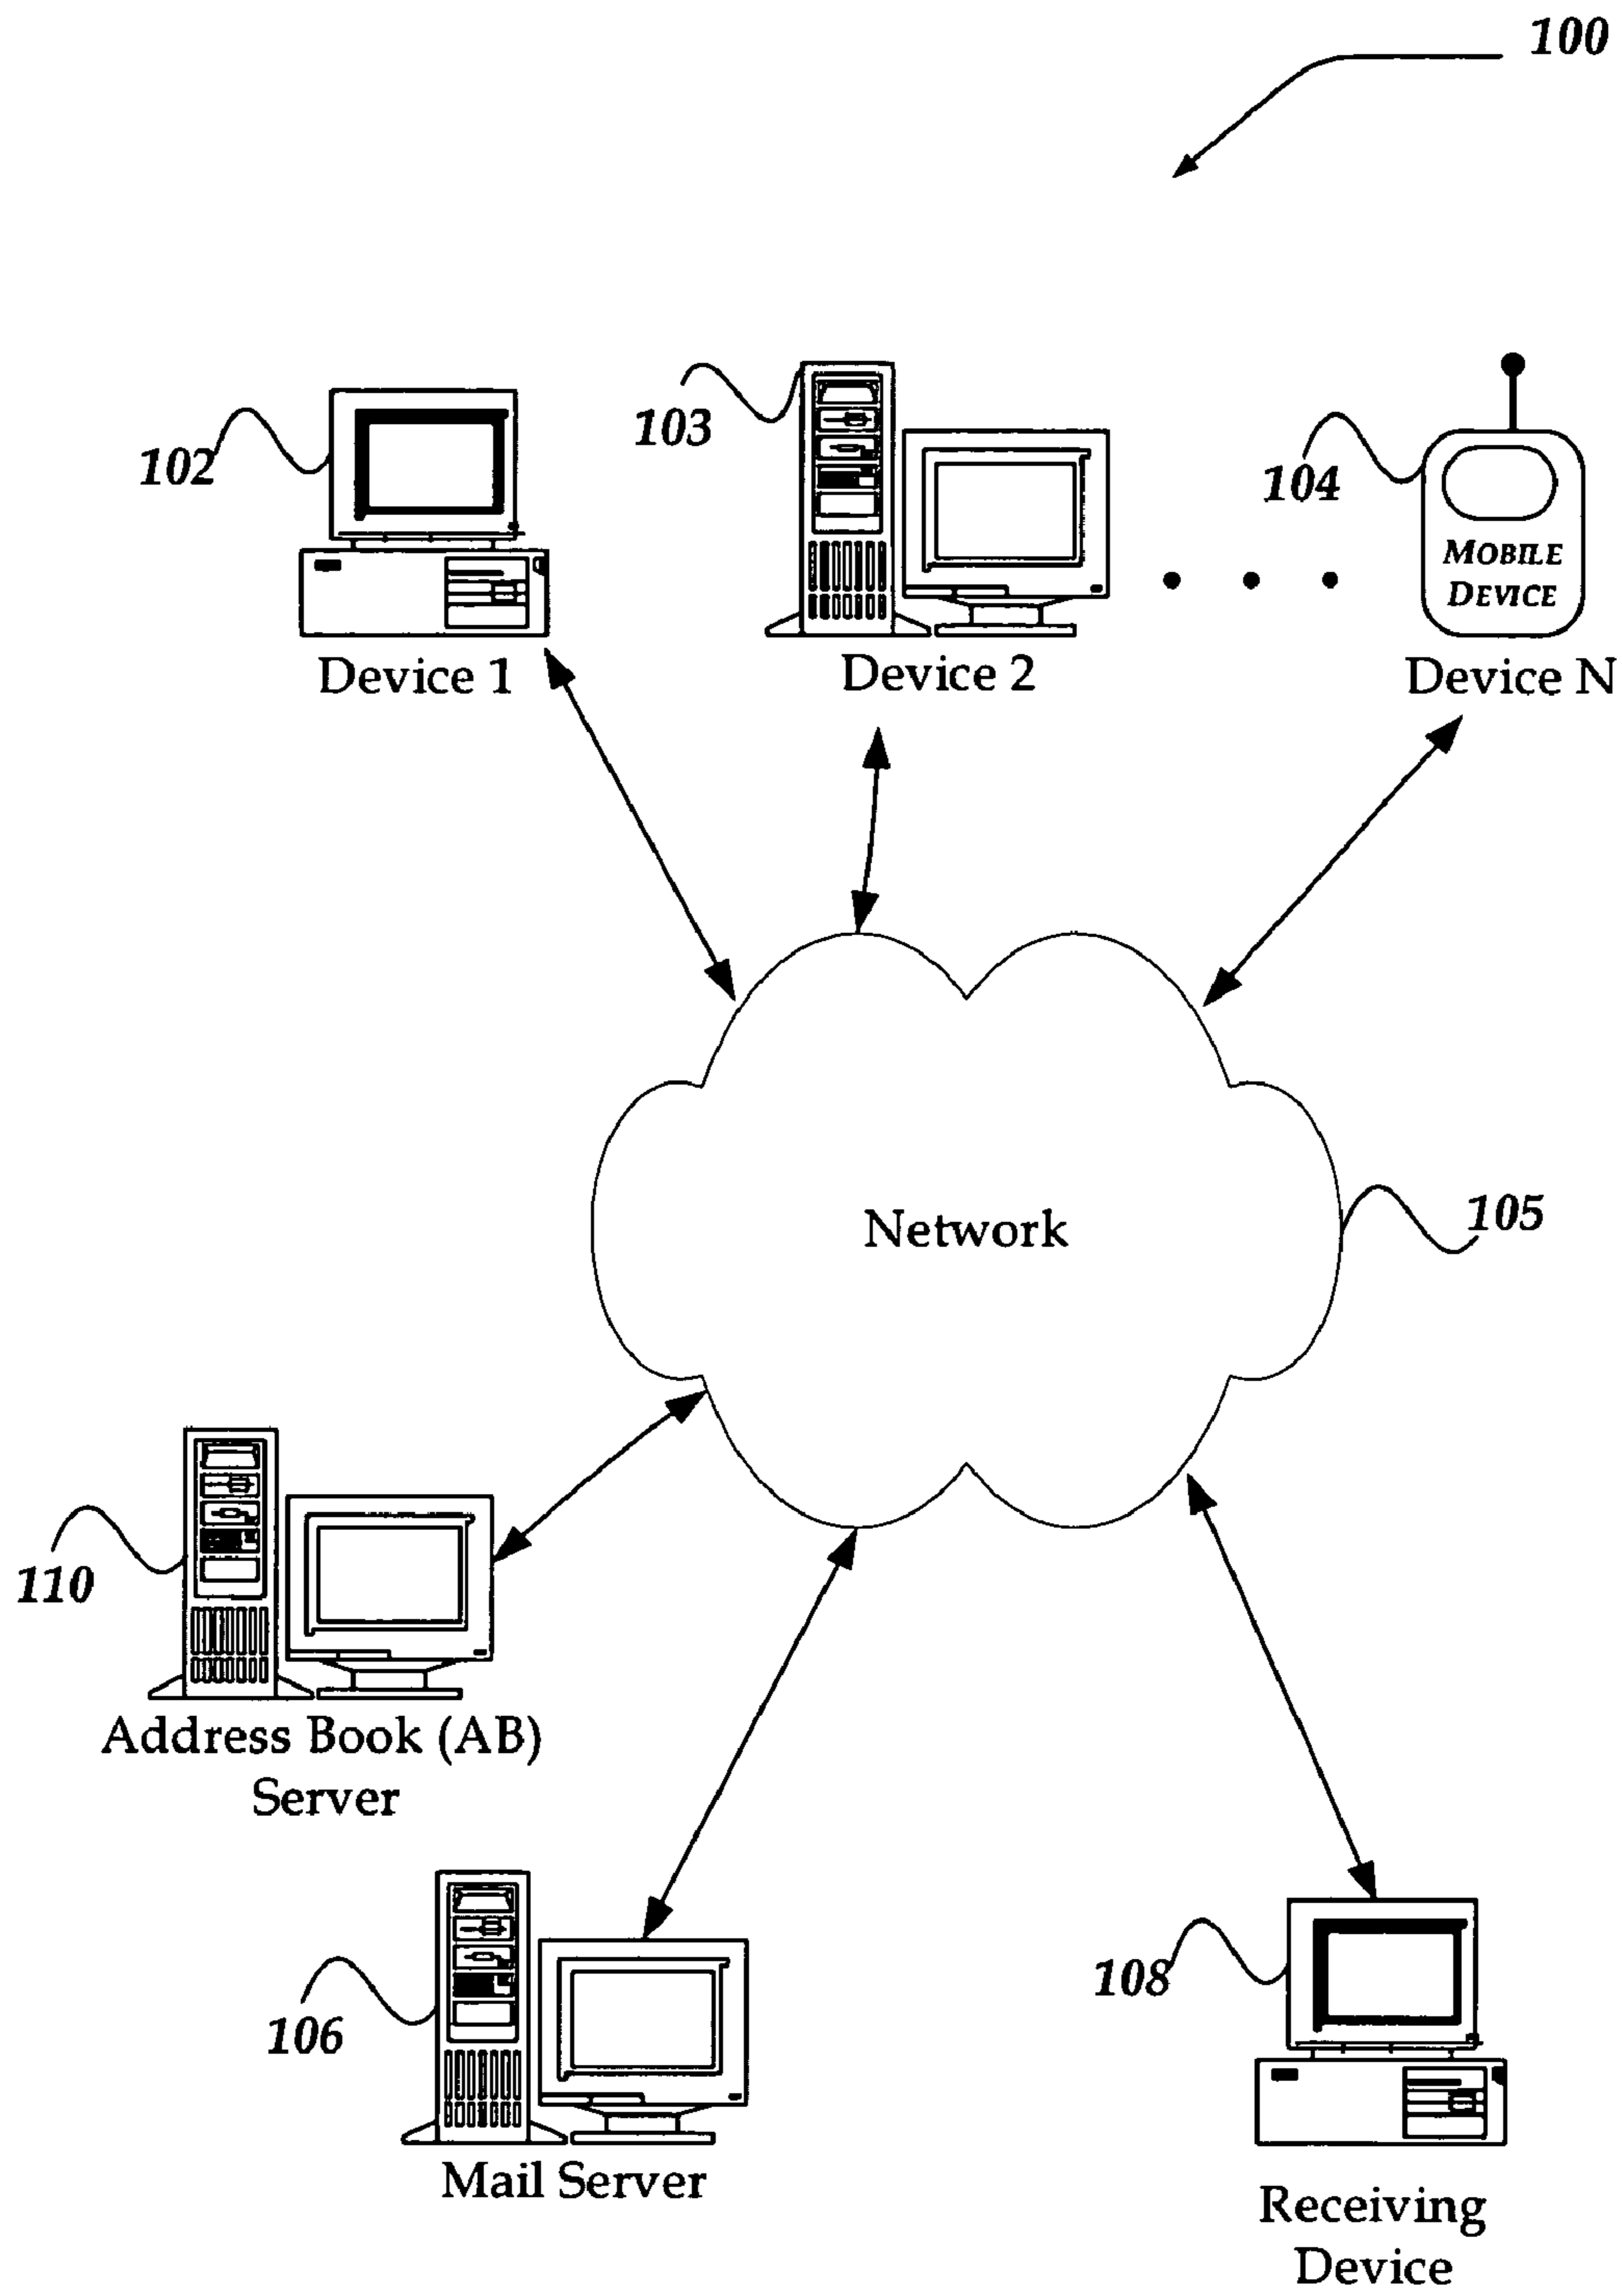 100
102
103
104
MOBILE
DEVICE
Device 1
Device 2
Device N
Network
105
110
Address Book (AB)
Server
106
Mail Server
108
Receiving
Device